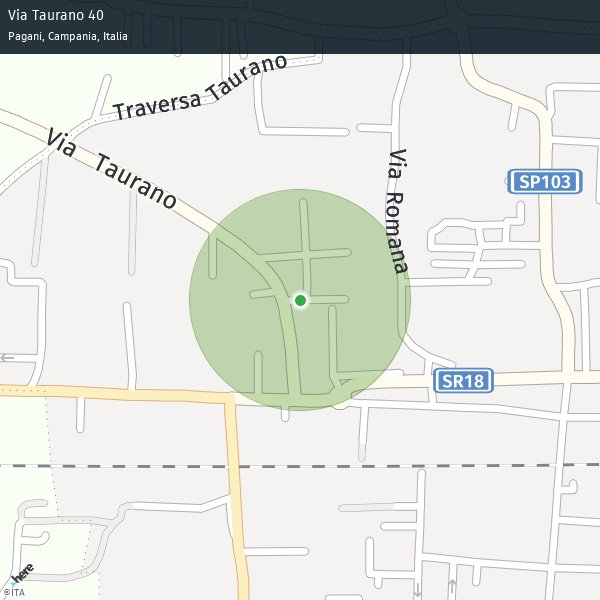 Via Taurano 40
Pagani, Campania, Italia
Traversa Taurano
Via Taurano
Via Romana
SP103
SR18
here
©ITA